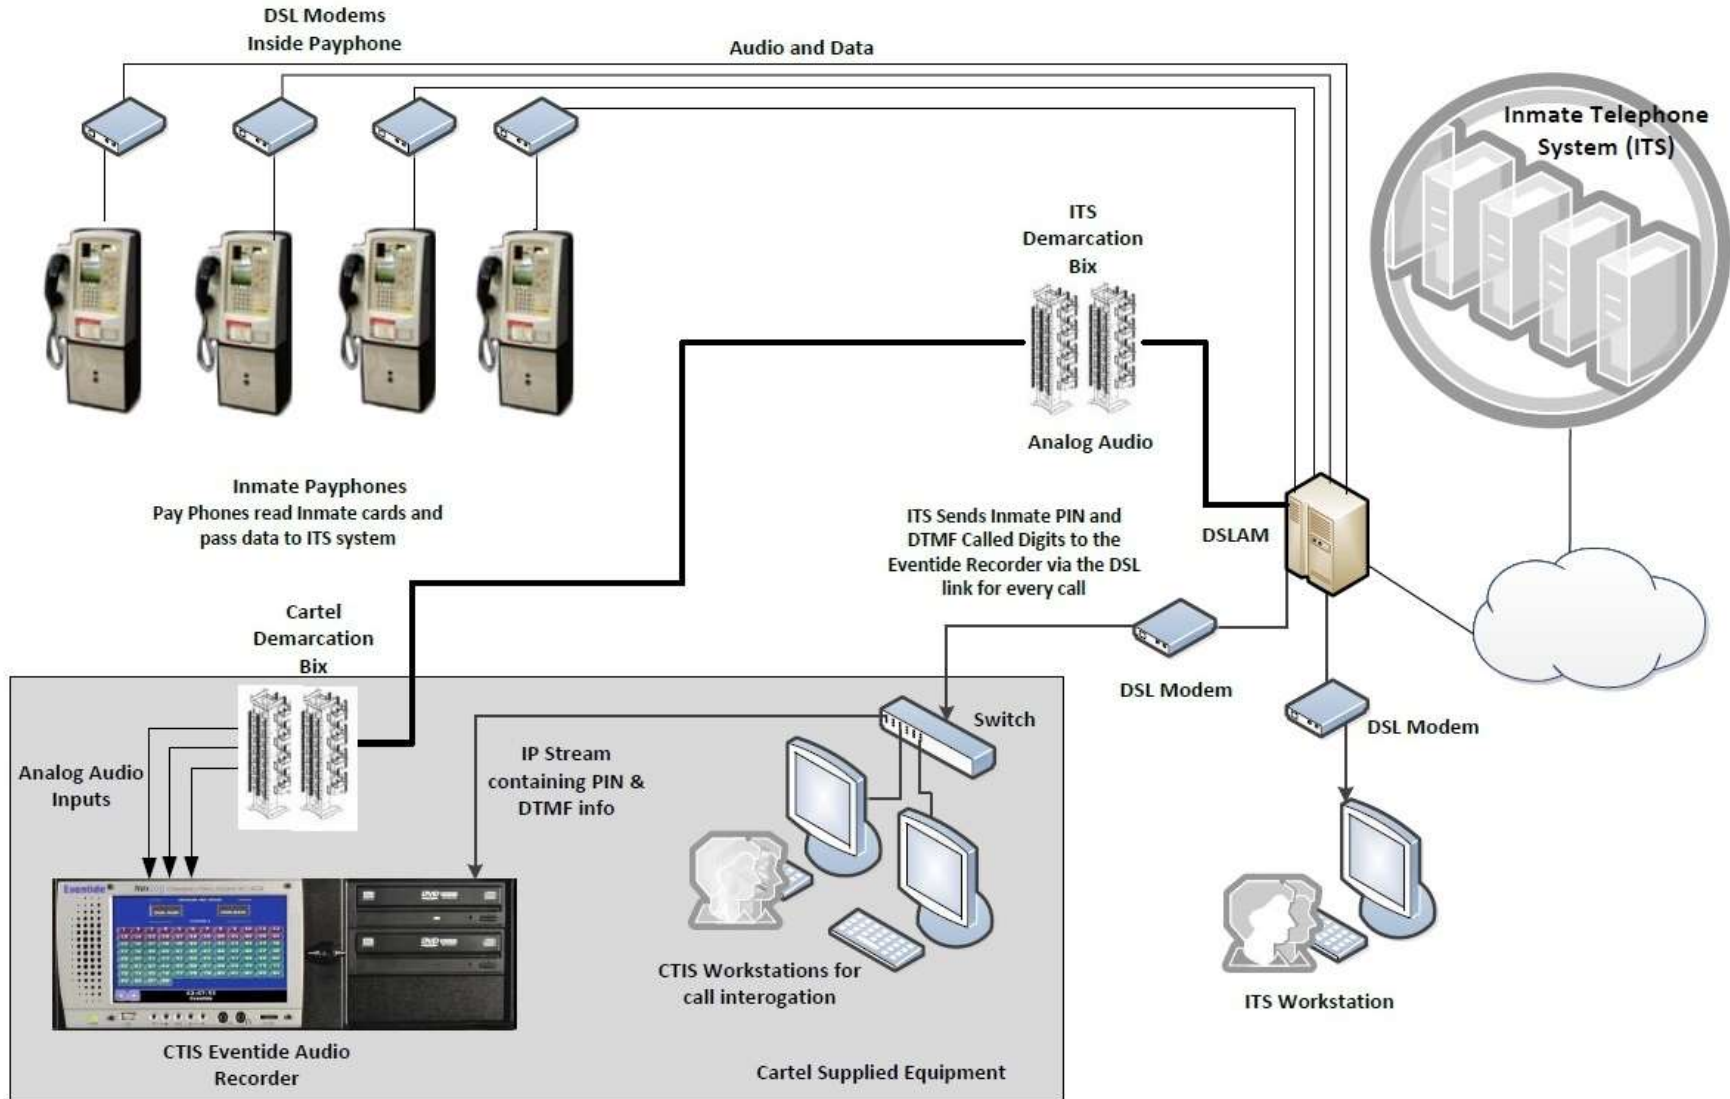 DSL Modems
Inside Payphone
Audio and Data
Inmate Telephone
System (ITS)
ITS
Demarcation
Bix
Analog Audio
Inmate Payphones
Pay Phones read Inmate cards and
pass data to ITS system
ITS Sends Inmate PIN and
DTMF Called Digits to the
Eventide Recorder via the DSL
link for every call
DSLAM
Cartel
Demarcation
Bix
DSL Modem
DSL Modem
Switch
Analog Audio
Inputs
IP Stream
containing PIN &
DTMF info
Eventide
CTIS Workstations for
call interogation
ITS Workstation
CTIS Eventide Audio
Recorder
Cartel Supplied Equipment